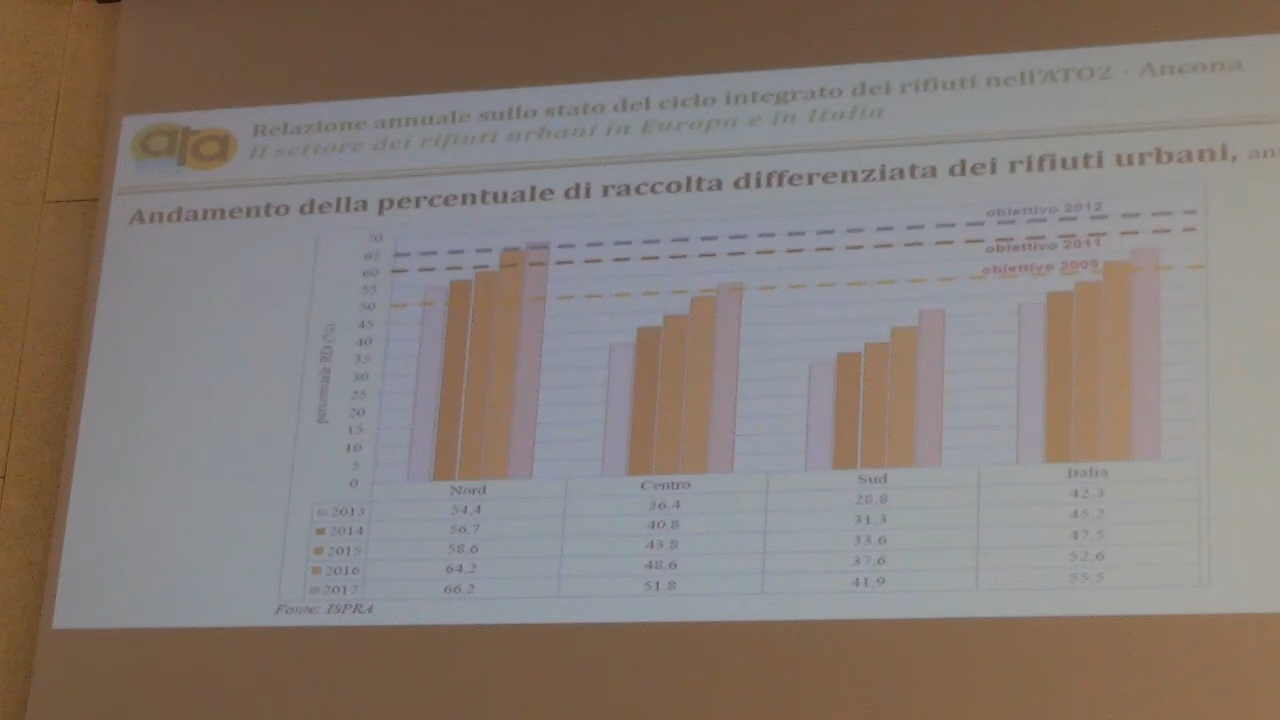 ata
Relazione annuale sullo stato del ciclo integrato dei rifiuti nell'ATO2 - Ancona
Il settore dei rifiuti urbani in Europa e in Italia
Andamento della percentuale di raccolta differenziata dei rifiuti urbani,
obiettivo 2012
obiettivo 2011
obiettivo 2009
percentuale RD (%)
70
65
60
55
50
45
40
35
30
25
20
15
10
5
0
Nord Centro Sud Italia
2013 54,4 36,4 28,8 42,3
2014 56,7 40,8 31,3 45,2
2015 58,6 43,8 33,6 47,5
2016 64,2 48,6 37,6 52,6
2017 66,2 51,8 41,9 55,5
Fonte: ISPRA